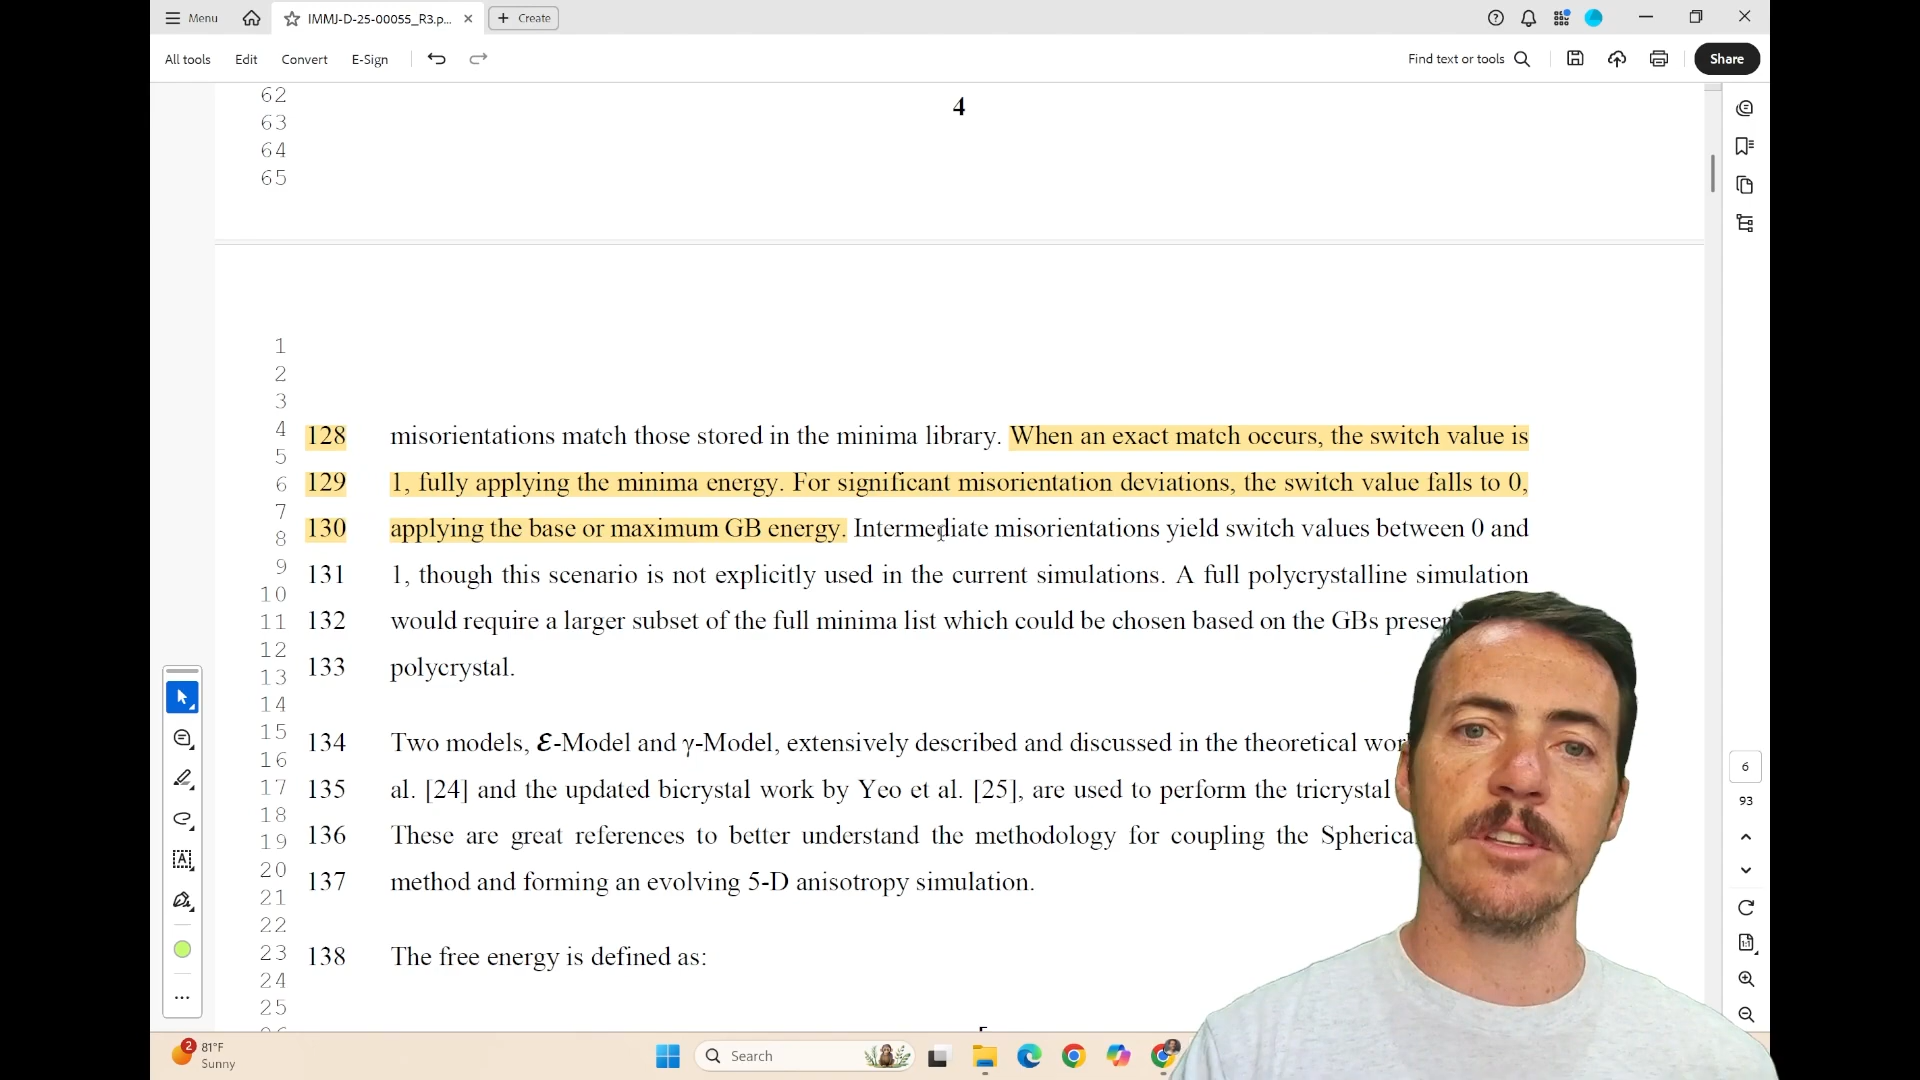 Menu
IMMJ-D-25-00055_R3.p...
Create
All tools
Edit
Convert
E-Sign
Find text or tools
Share
62
63
64
65
4
1
2
3
4
5
6
7
8
9
10
11
12
13
14
15
16
17
18
19
20
21
22
23
24
25
128 misorientations match those stored in the minima library. When an exact match occurs, the switch value is
129 1, fully applying the minima energy. For significant misorientation deviations, the switch value falls to 0,
130 applying the base or maximum GB energy. Intermediate misorientations yield switch values between 0 and
131 1, though this scenario is not explicitly used in the current simulations. A full polycrystalline simulation
132 would require a larger subset of the full minima list which could be chosen based on the GBs
133 polycrystal.
134 Two models, ℇ-Model and γ-Model, extensively described and discussed in the theoretical
135 al. [24] and the updated bicrystal work by Yeo et al. [25], are used to perform the tricrystal
136 These are great references to better understand the methodology for coupling the
137 method and forming an evolving 5-D anisotropy simulation.
138 The free energy is defined as:
6
93
1:1
2
81°F
Sunny
Search